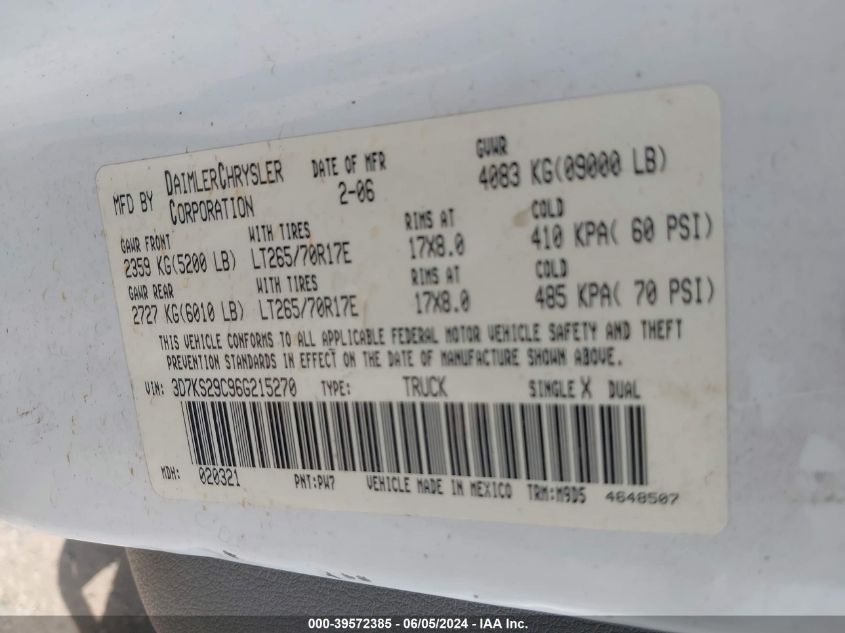 MFD BY DAIMLERCHRYSLER CORPORATION DATE OF MFR 2-06 GVWR 4083 KG(09000 LB)
GAWR FRONT WITH TIRES RIMS AT COLD
2359 KG(5200 LB) LT265/70R17E 17X8.0 410 KPA( 60 PSI)
GAWR REAR WITH TIRES RIMS AT COLD
2727 KG(6010 LB) LT265/70R17E 17X8.0 485 KPA( 70 PSI)
THIS VEHICLE CONFORMS TO ALL APPLICABLE FEDERAL MOTOR VEHICLE SAFETY AND THEFT
PREVENTION STANDARDS IN EFFECT ON THE DATE OF MANUFACTURE SHOWN ABOVE.
VIN: 3D7KS29C96G215270 TYPE: TRUCK SINGLE X DUAL
MDH: 020321 PNT:PW7 VEHICLE MADE IN MEXICO TRM:M9D5 4648507
000-39572385 - 06/05/2024 - IAA Inc.